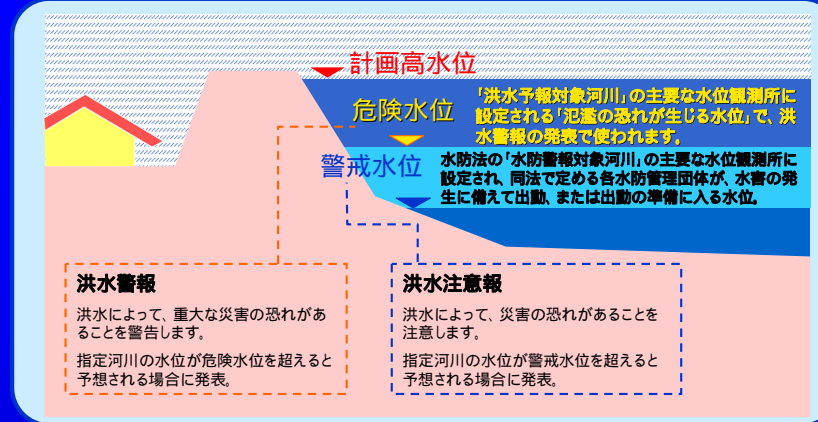 計画高水位
危険水位
「洪水予報対象河川」の主要な水位観測所に
設定される「氾濫の恐れが生じる水位」で、洪
水警報の発表で使われます。
警戒水位
水防法の「水防警報対象河川」の主要な水位観測所に
設定され、同法で定める各水防管理団体が、水害の発
生に備えて出動、または出動の準備に入る水位。
洪水警報
洪水によって、重大な災害の恐れがあ
ることを警告します。
指定河川の水位が危険水位を超えると
予想される場合に発表。
洪水注意報
洪水によって、災害の恐れがあることを
注意します。
指定河川の水位が警戒水位を超えると
予想される場合に発表。